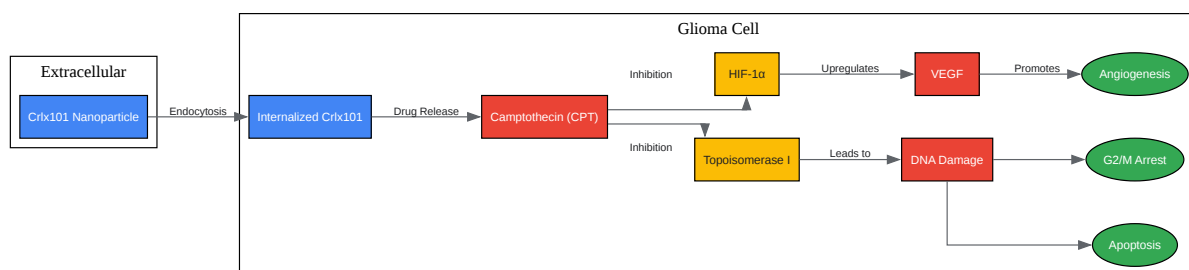 Glioma Cell
Extracellular
Crlx101 Nanoparticle
Endocytosis
Internalized Crlx101
Drug Release
Camptothecin (CPT)
Inhibition
HIF-1α
Upregulates
VEGF
Promotes
Angiogenesis
Inhibition
Topoisomerase I
Leads to
DNA Damage
G2/M Arrest
Apoptosis